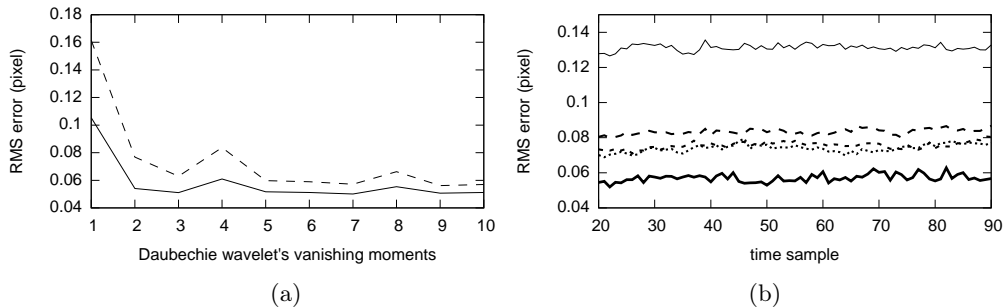 RMS error (pixel)
0.18
0.16
0.14
0.12
0.1
0.08
0.06
0.04
1 2 3 4 5 6 7 8 9 10
Daubechie wavelet's vanishing moments
(a)
RMS error (pixel)
0.14
0.12
0.1
0.08
0.06
0.04
20 30 40 50 60 70 80 90
time sample
(b)